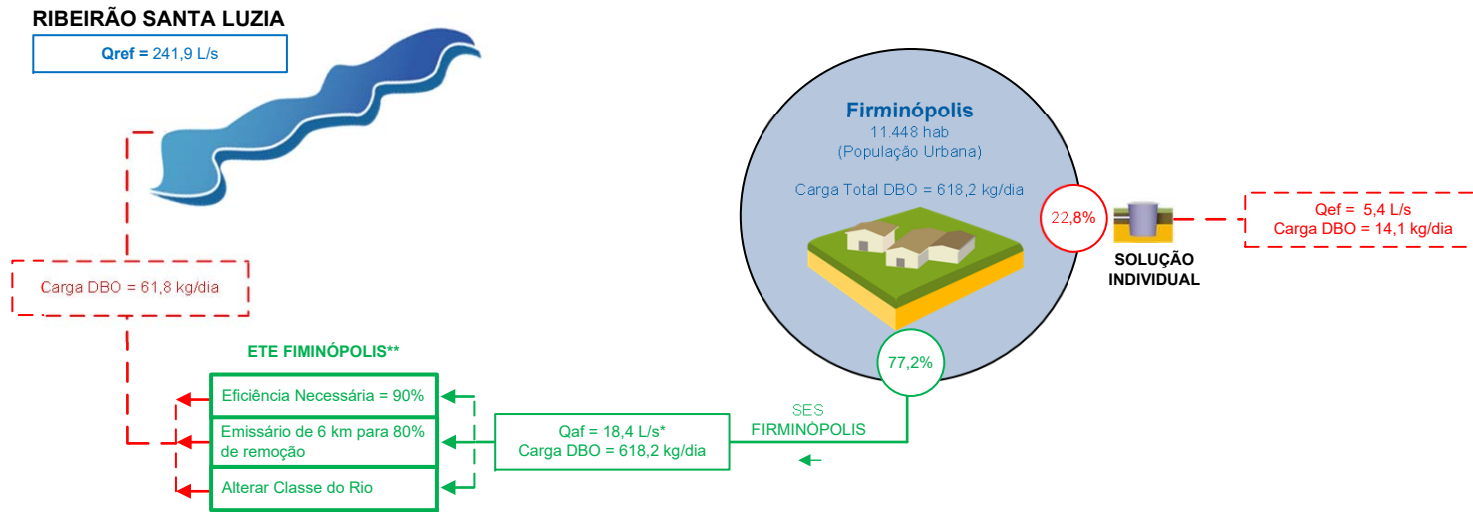 RIBEIRÃO SANTA LUZIA
Qref = 241,9 L/s
Firminópolis
11.448 hab
(População Urbana)
Carga Total DBO = 618,2 kg/dia
22,8%
SOLUÇÃO
INDIVIDUAL
Qef = 5,4 L/s
Carga DBO = 14,1 kg/dia
77,2%
Carga DBO = 61,8 kg/dia
ETE FIMINÓPOLIS**
Eficiência Necessária = 90%
Emissário de 6 km para 80%
de remoção
Alterar Classe do Rio
Qaf = 18,4 L/s*
Carga DBO = 618,2 kg/dia
SES
FIRMINÓPOLIS